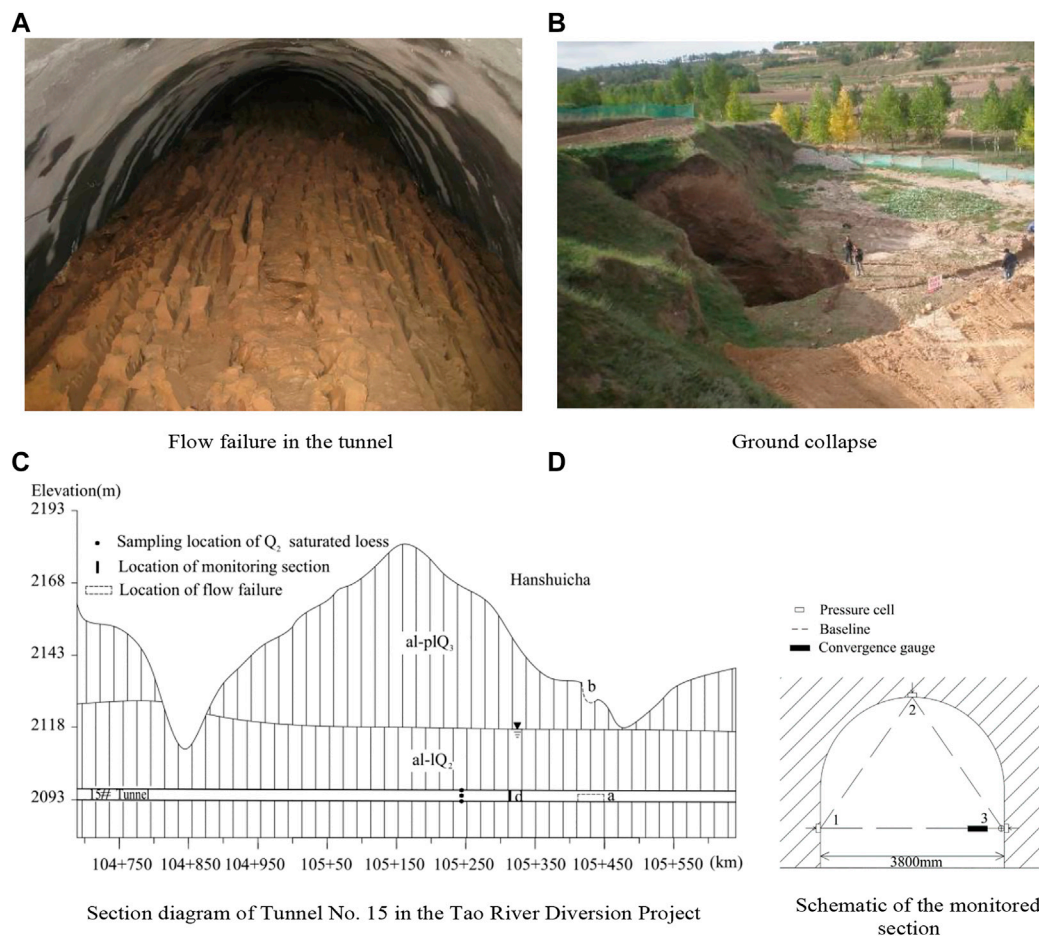 A
B
Flow failure in the tunnel
Ground collapse
C
D
Elevation(m)
2193
2168
2143
2118
2093
• Sampling location of Q2 saturated loess
Location of monitoring section
Location of flow failure
Hanshuicha
al-plQ3
b
al-lQ2
15# Tunnel
d
a
104+750 104+850 104+950 105+50 105+150 105+250 105+350 105+450 105+550 (km)
Section diagram of Tunnel No. 15 in the Tao River Diversion Project
Pressure cell
Baseline
Convergence gauge
2
1
3
3800mm
Schematic of the monitored
section